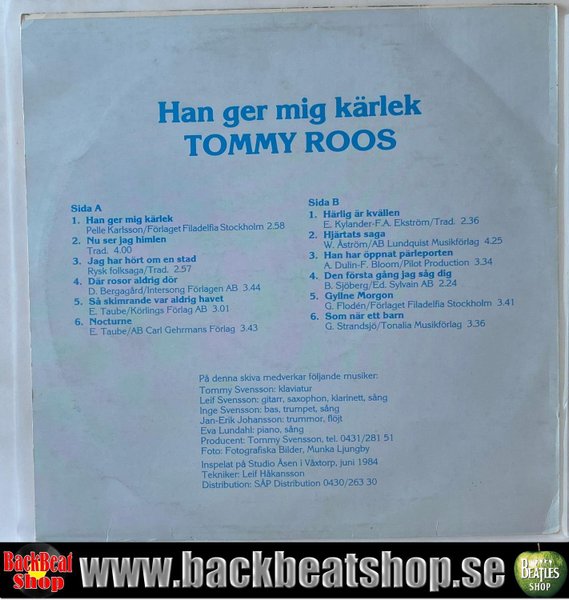 Han ger mig kärlek
TOMMY ROOS
Sida A
1. Han ger mig kärlek
Pelle Karlsson/Förlaget Filadelfia Stockholm 2.58
2. Nu ser jag himlen
Trad. 4.00
3. Jag har hört om en stad
Rysk folksaga/Trad. 2.57
4. Där rosor aldrig dör
D. Bergagård/Intersong Förlagen AB 3.44
5. Så skimrande var aldrig havet
E. Taube/Körlings Förlag AB 3.01
6. Nocturne
E. Taube/AB Carl Gehrmans Förlag 3.43
Sida B
1. Härlig är kvällen
E. Kylander-F.A. Ekström/Trad. 2.36
2. Hjärtats saga
W. Åström/AB Lundquist Musikförlag 4.25
3. Han har öppnat pärleporten
A. Dulin-F. Bloom/Pilot Production 3.34
4. Den första gång jag såg dig
B. Sjöberg/Ed. Sylvain AB 2.24
5. Gyllne Morgon
G. Flodén/Förlaget Filadelfia Stockholm 3.41
6. Som när ett barn
G. Strandsjö/Tonalia Musikförlag 3.36
På denna skiva medverkar följande musiker:
Tommy Svensson: klaviatur
Leif Svensson: gitarr, saxophon, klarinett, sång
Inge Svensson: bas, trumpet, sång
Jan-Erik Johansson: trummor, flöjt
Eva Lundahl: piano, sång
Producent: Tommy Svensson, tel. 0431/281 51
Foto: Fotografiska Bilder, Munka Ljungby
Inspelat på Studio Åsen i Våxtorp, juni 1984
Tekniker: Leif Håkansson
Distribution: SÅP Distribution 0430/263 30
BackBeat
Shop
www.backbeatshop.se
BEATLES
SHOP